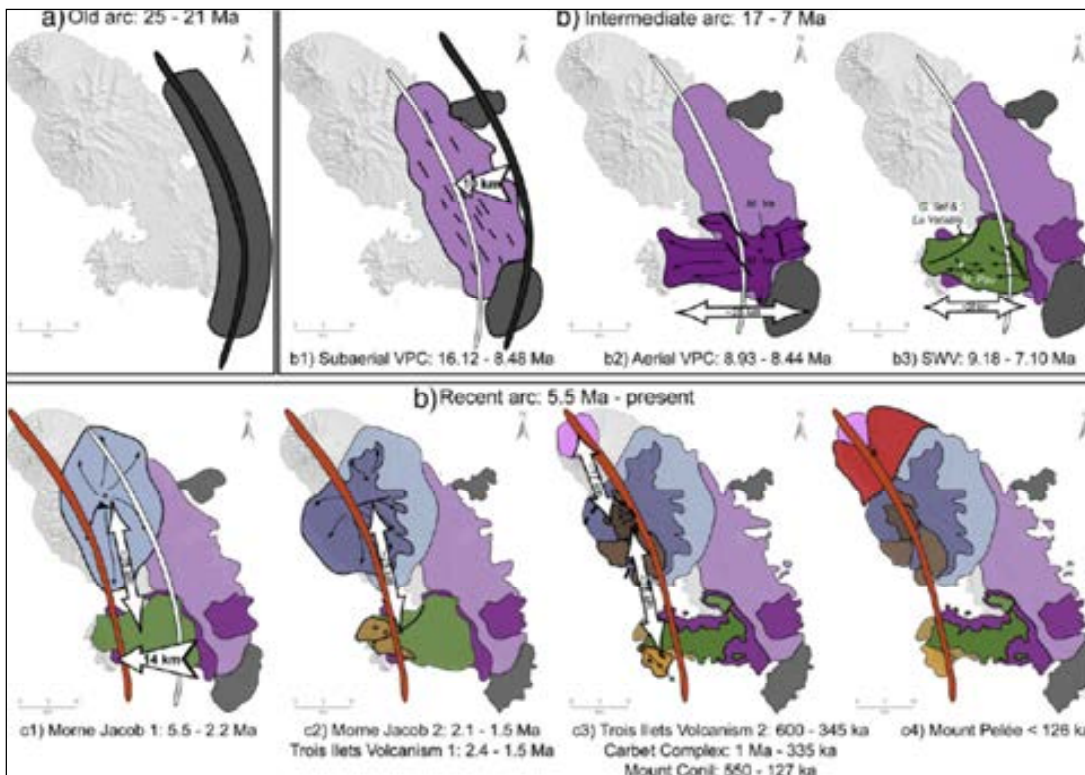 a) Old arc: 25 - 21 Ma
b) Intermediate arc: 17 - 7 Ma
km
b1) Subaerial VPC: 16.12 - 8.48 Ma
b2) Aerial VPC: 8.93 - 8.44 Ma
b3) SWV: 9.18 - 7.10 Ma
b) Recent arc: 5.5 Ma - present
14 km
c1) Morne Jacob 1: 5.5 - 2.2 Ma
c2) Morne Jacob 2: 2.1 - 1.5 Ma
Trois Ilets Volcanism 1: 2.4 - 1.5 Ma
c3) Trois Ilets Volcanism 2: 600 - 345 ka
Carbet Complex: 1 Ma - 335 ka
Mount Conil: 550 - 127 ka
c4) Mount Pelée < 126 ka